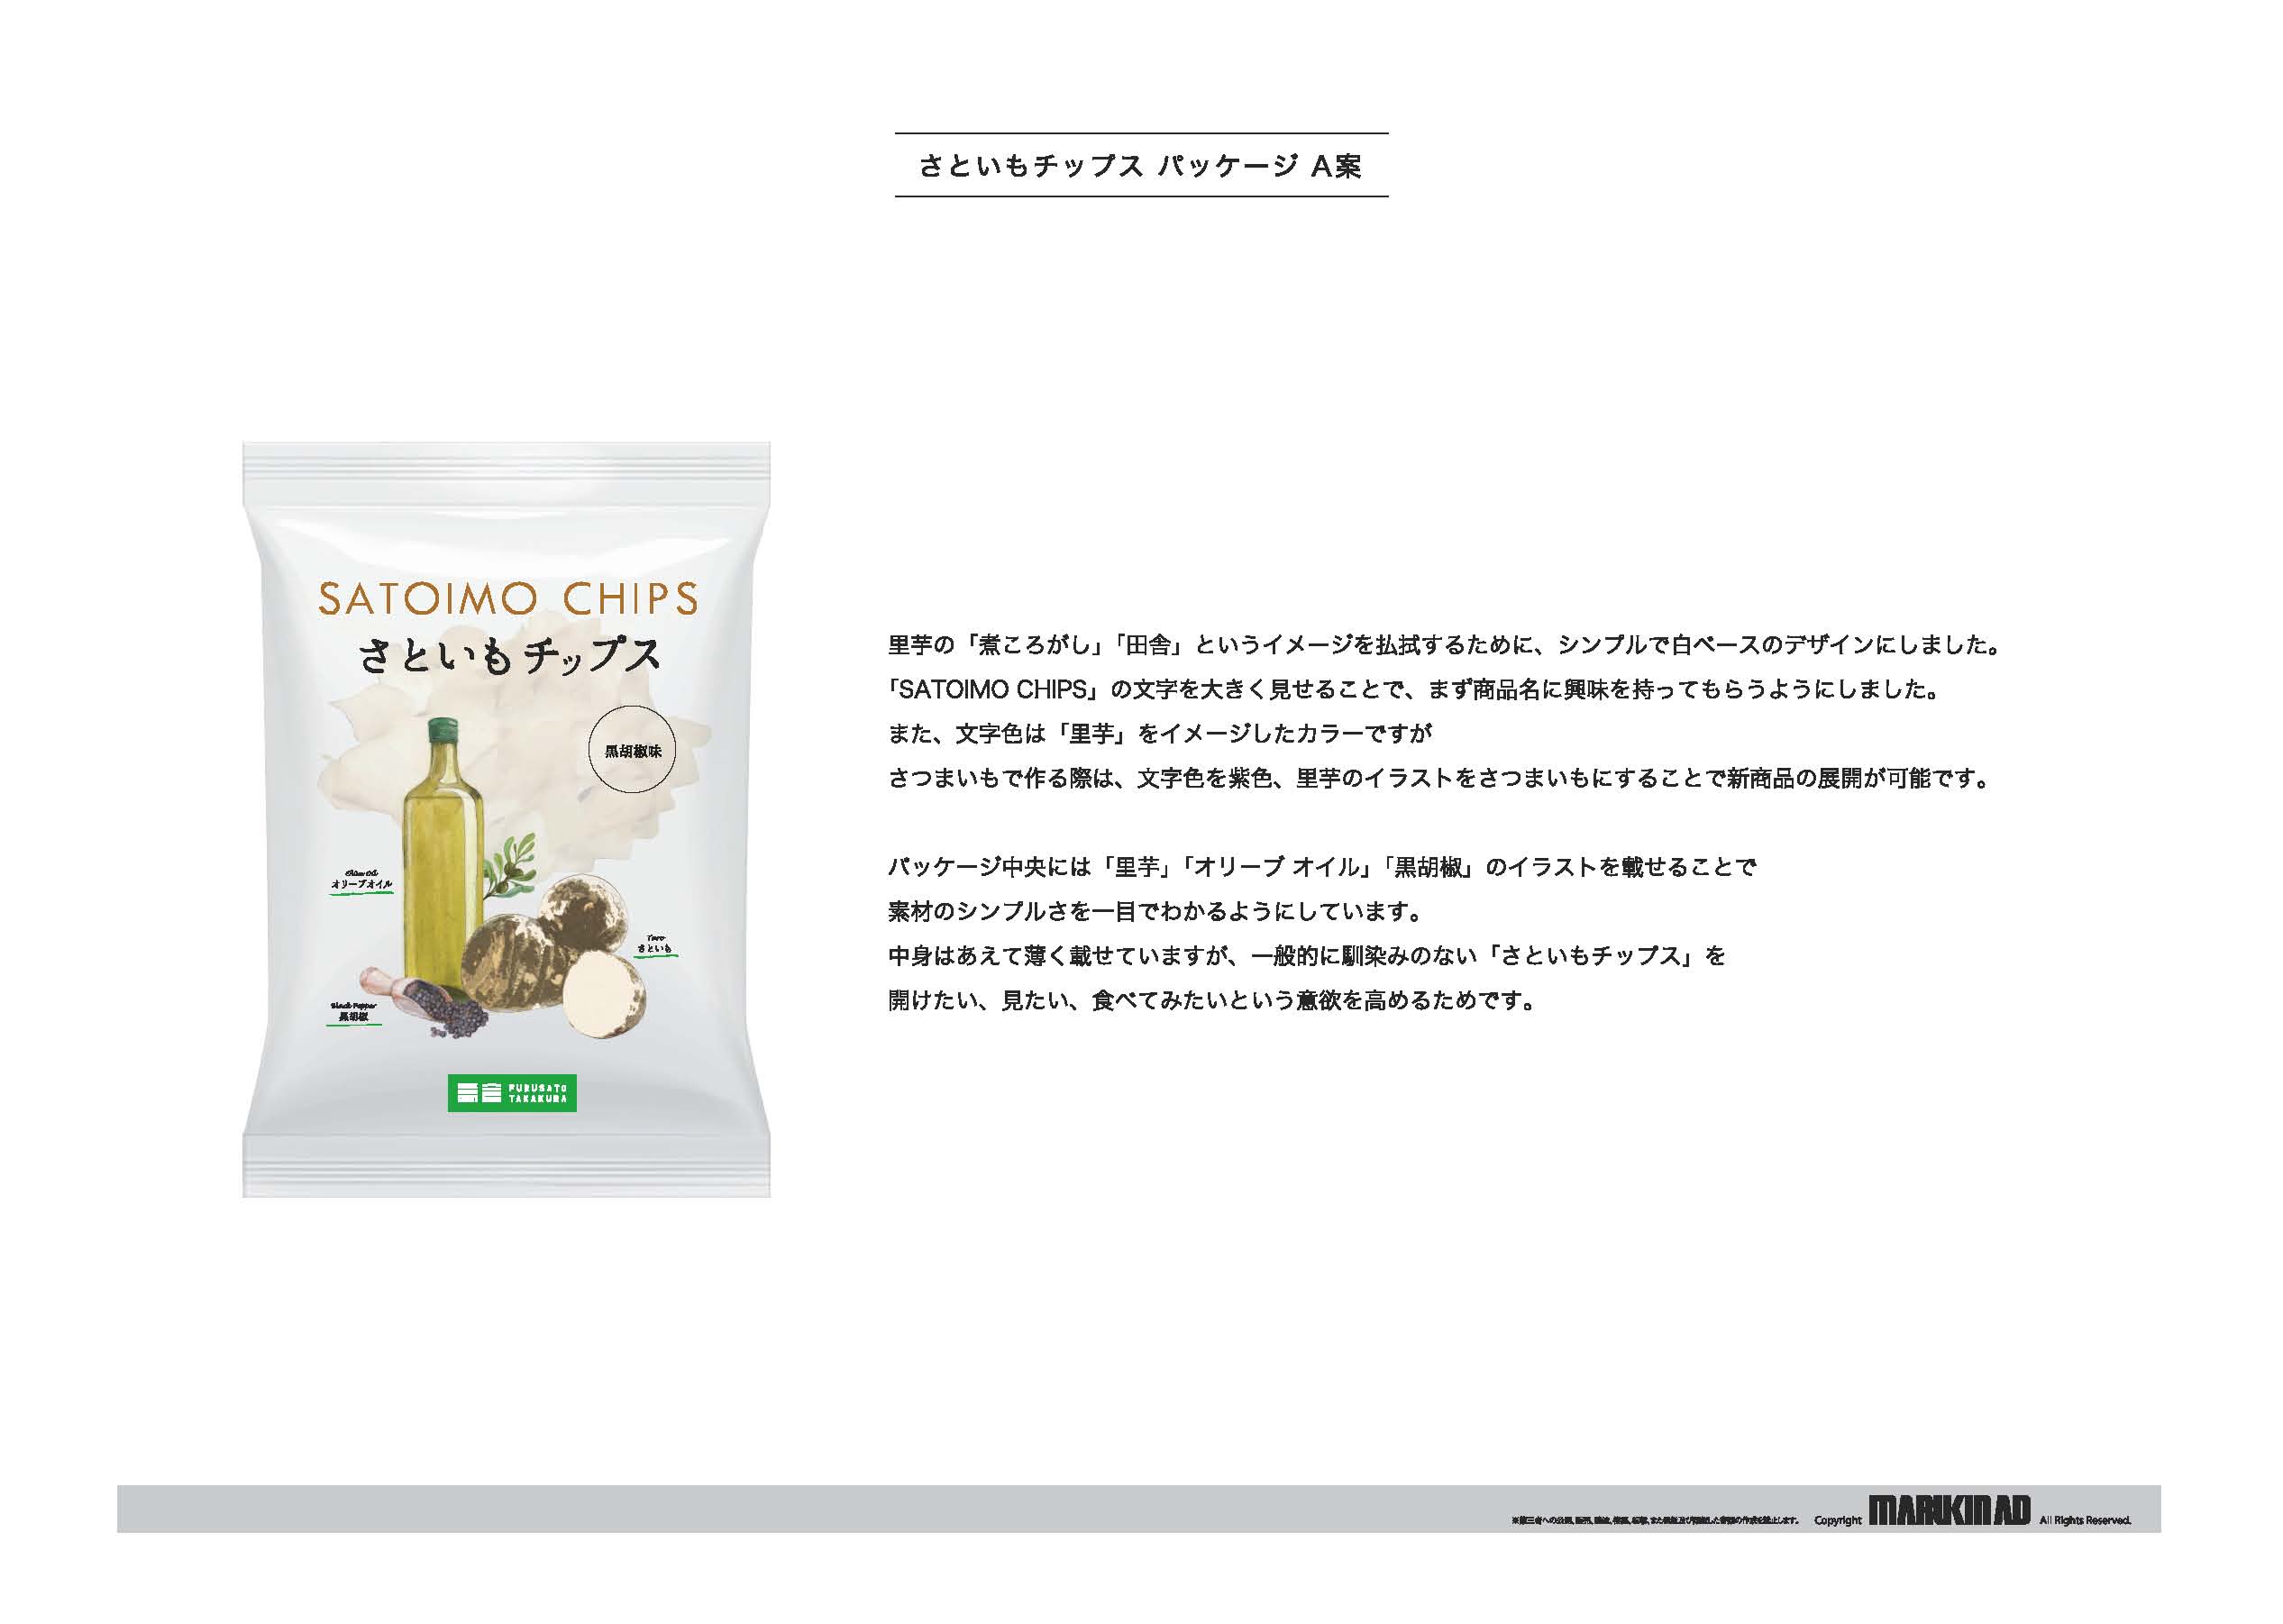 さといもチップス パッケージ A案
SATOIMO CHIPS
さといもチップス
黒胡椒味
オリーブオイル
Taro
さといも
Black Pepper
黒胡椒
FURUSATO
TAKAKURA
里芋の「煮ころがし」「田舎」というイメージを払拭するために、シンプルで白ベースのデザインにしました。
「SATOIMO CHIPS」の文字を大きく見せることで、まず商品名に興味を持ってもらうようにしました。
また、文字色は「里芋」をイメージしたカラーですが
さつまいもで作る際は、文字色を紫色、里芋のイラストをさつまいもにすることで新商品の展開が可能です。
パッケージ中央には「里芋」「オリーブ オイル」「黒胡椒」のイラストを載せることで
素材のシンプルさを一目でわかるようにしています。
中身はあえて薄く載せていますが、一般的に馴染みのない「さといもチップス」を
開けたい、見たい、食べてみたいという意欲を高めるためです。
Copyright MARUKIN AD All Rights Reserved.